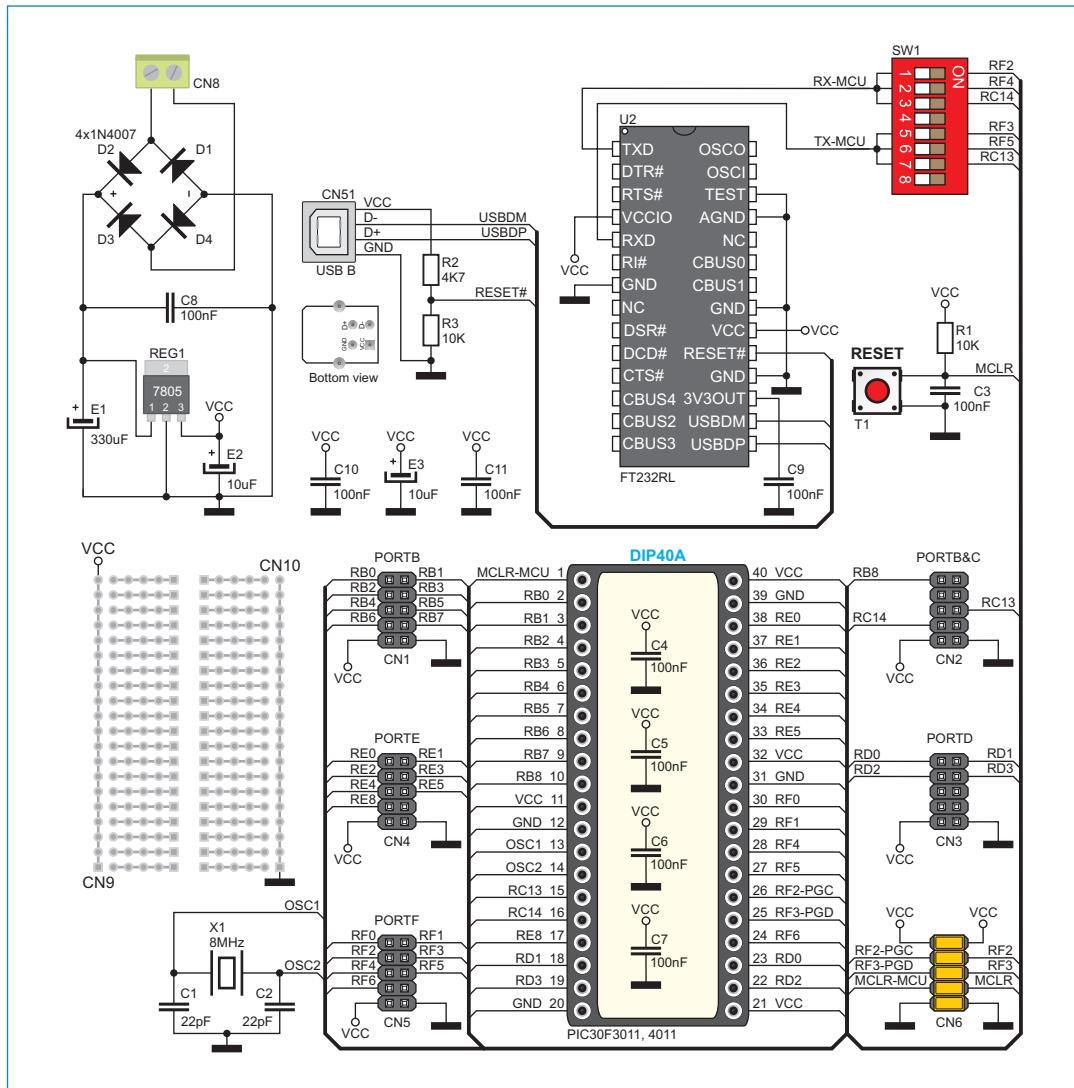 CN8
4x1N4007
D2
D1
+
-
D3
D4
C8
100nF
REG1
2
7805
1 2 3
VCC
+
E1
330uF
+
E2
10uF
CN51
VCC
D-
D+
GND
USB B
USBDM
USBDP
R2
4K7
RESET#
R3
10K
D+ D-
GND VCC
Bottom view
VCC
C10
100nF
VCC
+
E3
10uF
VCC
C11
100nF
U2
TXD
DTR#
RTS#
VCCIO
RXD
RI#
GND
NC
DSR#
DCD#
CTS#
CBUS4
CBUS2
CBUS3
OSCO
OSCI
TEST
AGND
NC
CBUS0
CBUS1
GND
VCC
RESET#
GND
3V3OUT
USBDM
USBDP
FT232RL
VCC
VCC
C9
100nF
SW1
ON
1
2
3
4
5
6
7
8
RX-MCU
TX-MCU
RF2
RF4
RC14
RF3
RF5
RC13
VCC
R1
10K
RESET
MCLR
C3
100nF
T1
VCC
CN10
CN9
OSC1
X1
8MHz
OSC2
C1
22pF
C2
22pF
PORTB
RB0 RB1
RB2 RB3
RB4 RB5
RB6 RB7
VCC
CN1
PORTE
RE0 RE1
RE2 RE3
RE4 RE5
RE8
VCC
CN4
PORTF
RF0 RF1
RF2 RF3
RF4 RF5
RF6
VCC
CN5
DIP40A
MCLR-MCU 1
RB0 2
RB1 3
RB2 4
RB3 5
RB4 6
RB5 7
RB6 8
RB7 9
RB8 10
VCC 11
GND 12
OSC1 13
OSC2 14
RC13 15
RC14 16
RE8 17
RD1 18
RD3 19
GND 20
VCC
C4
100nF
VCC
C5
100nF
VCC
C6
100nF
VCC
C7
100nF
40 VCC
39 GND
38 RE0
37 RE1
36 RE2
35 RE3
34 RE4
33 RE5
32 VCC
31 GND
30 RF0
29 RF1
28 RF4
27 RF5
26 RF2-PGC
25 RF3-PGD
24 RF6
23 RD0
22 RD2
21 VCC
PIC30F3011, 4011
PORTB&C
RB8
RC13
RC14
VCC
CN2
PORTD
RD0 RD1
RD2 RD3
VCC
CN3
VCC VCC
RF2-PGC RF2
RF3-PGD RF3
MCLR-MCU MCLR
CN6